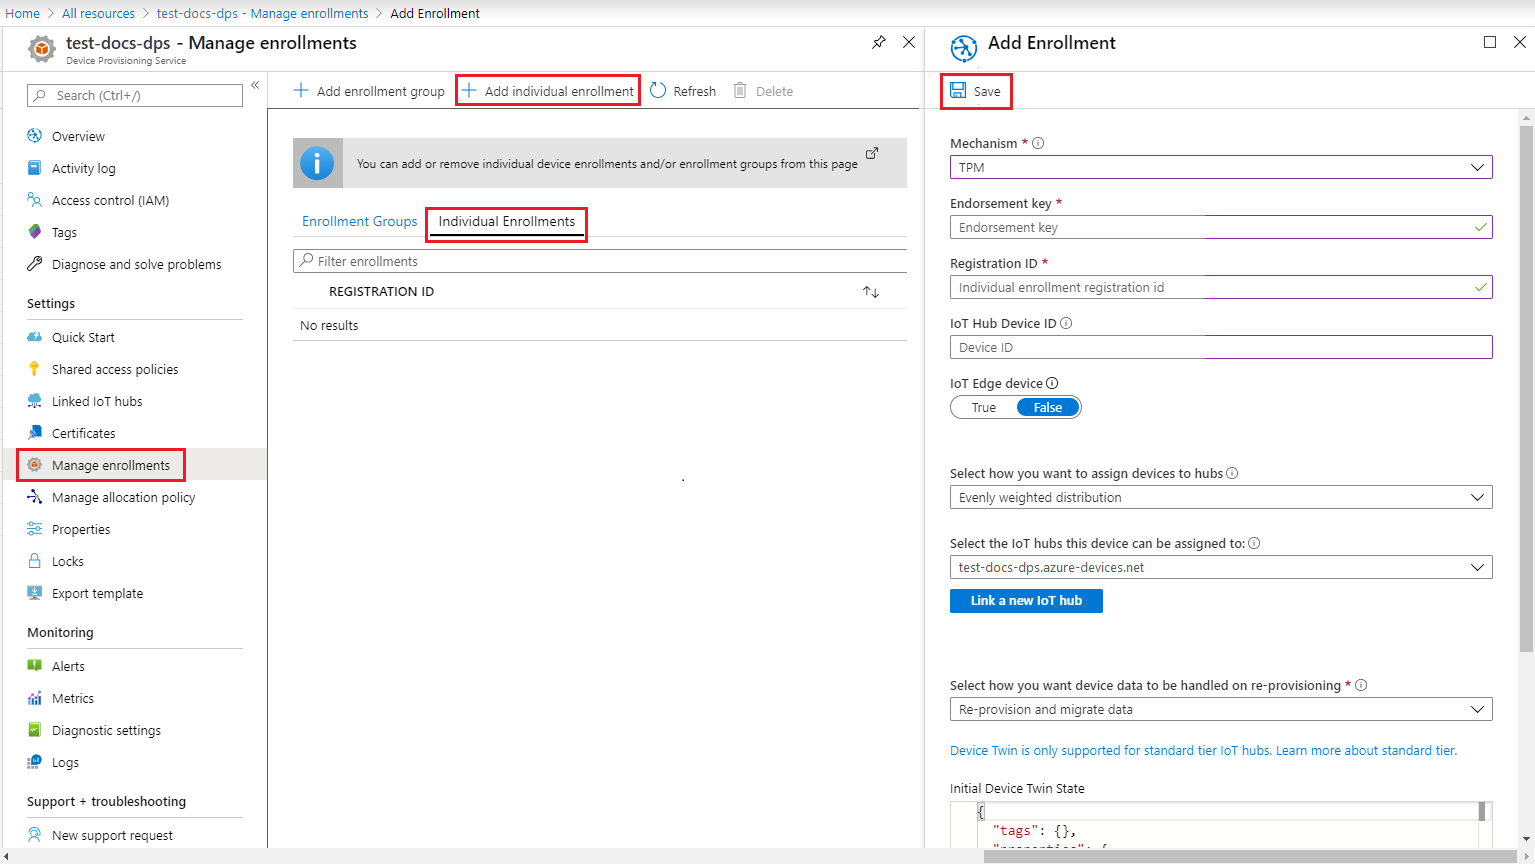 Home > All resources > test-docs-dps - Manage enrollments > Add Enrollment
test-docs-dps - Manage enrollments
Device Provisioning Service
Search (Ctrl+/)
«
Overview
Activity log
Access control (IAM)
Tags
Diagnose and solve problems
Settings
Quick Start
Shared access policies
Linked IoT hubs
Certificates
Manage enrollments
Manage allocation policy
Properties
Locks
Export template
Monitoring
Alerts
Metrics
Diagnostic settings
Logs
Support + troubleshooting
New support request
Add enrollment group
Add individual enrollment
Refresh
Delete
You can add or remove individual device enrollments and/or enrollment groups from this page
Enrollment Groups
Individual Enrollments
Filter enrollments
REGISTRATION ID
No results
Add Enrollment
Save
Mechanism *
TPM
Endorsement key *
Endorsement key
Registration ID *
Individual enrollment registration id
IoT Hub Device ID
Device ID
IoT Edge device
True False
Select how you want to assign devices to hubs
Evenly weighted distribution
Select the IoT hubs this device can be assigned to:
test-docs-dps.azure-devices.net
Link a new IoT hub
Select how you want device data to be handled on re-provisioning *
Re-provision and migrate data
Device Twin is only supported for standard tier IoT hubs. Learn more about standard tier.
Initial Device Twin State
{
"tags": {},
"properties": {